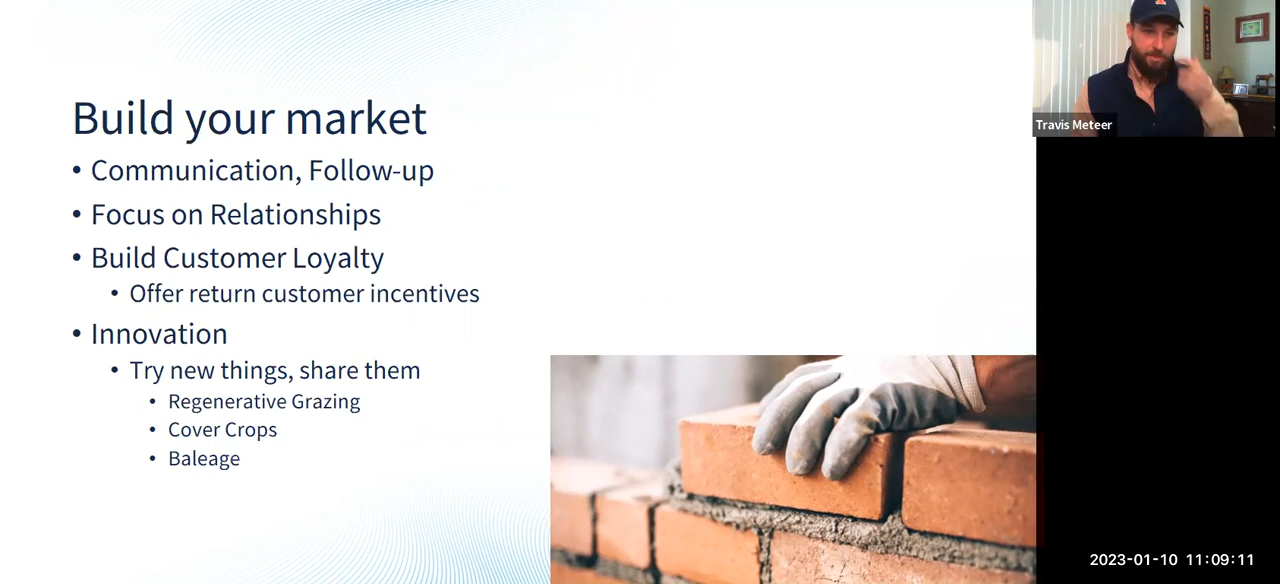 Build your market
• Communication, Follow-up
• Focus on Relationships
• Build Customer Loyalty
• Offer return customer incentives
• Innovation
• Try new things, share them
• Regenerative Grazing
• Cover Crops
• Baleage
Travis Meteer
2023-01-10 11:09:11